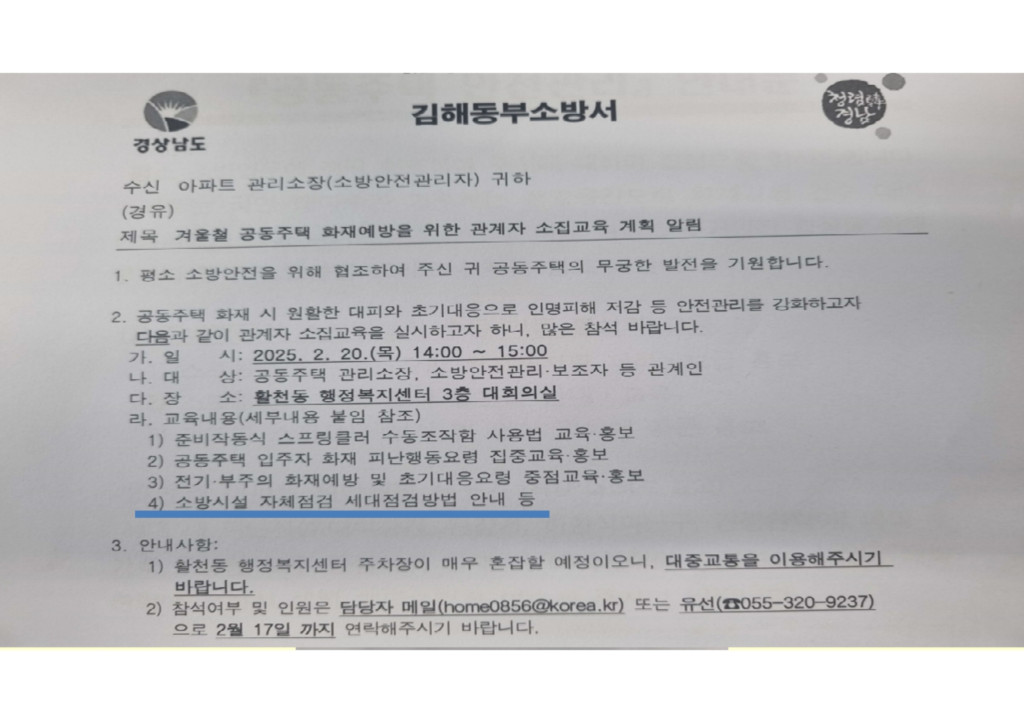 경상남도
김해동부소방서
청렴韓
경남
수신 아파트 관리소장(소방안전관리자) 귀하
(경유)
제목 겨울철 공동주택 화재예방을 위한 관계자 소집교육 계획 알림
1. 평소 소방안전을 위해 협조하여 주신 귀 공동주택의 무궁한 발전을 기원합니다.
2. 공동주택 화재 시 원활한 대피와 초기대응으로 인명피해 저감 등 안전관리를 강화하고자
다음과 같이 관계자 소집교육을 실시하고자 하니, 많은 참석 바랍니다.
가. 일 시: 2025. 2. 20.(목) 14:00 ~ 15:00
나. 대 상: 공동주택 관리소장, 소방안전관리·보조자 등 관계인
다. 장 소: 활천동 행정복지센터 3층 대회의실
라. 교육내용(세부내용 붙임 참조)
1) 준비작동식 스프링클러 수동조작함 사용법 교육·홍보
2) 공동주택 입주자 화재 피난행동요령 집중교육·홍보
3) 전기·부주의 화재예방 및 초기대응요령 중점교육·홍보
4) 소방시설 자체점검 세대점검방법 안내 등
3. 안내사항:
1) 활천동 행정복지센터 주차장이 매우 혼잡할 예정이오니, 대중교통을 이용해주시기
바랍니다.
2) 참석여부 및 인원은 담당자 메일(home0856@korea.kr) 또는 유선(☎055-320-9237)
으로 2월 17일 까지 연락해주시기 바랍니다.